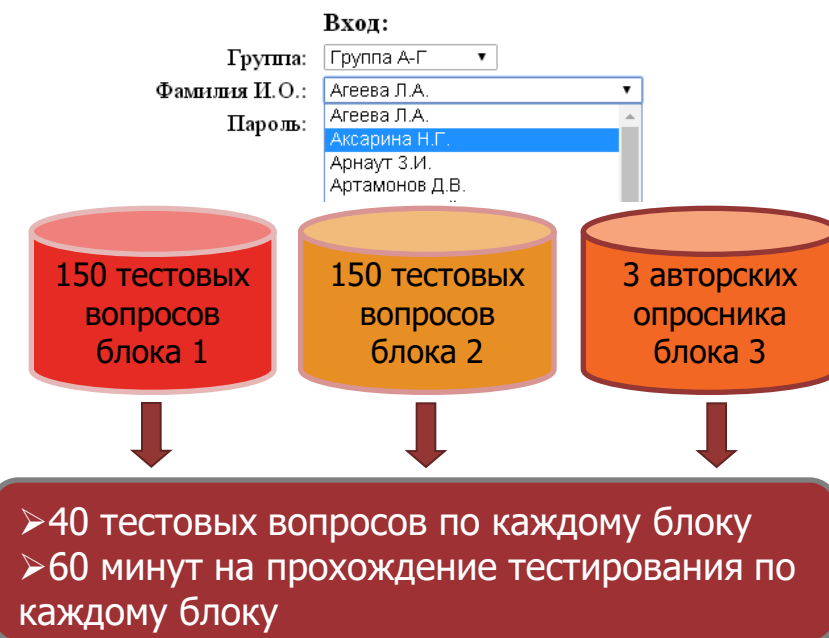 Вход:
Группа: Группа А-Г
Фамилия И.О.: Агеева Л.А.
Пароль: Агеева Л.А.
Аксарина Н.Г.
Арнаут З.И.
Артамонов Д.В.
150 тестовых
вопросов
блока 1
150 тестовых
вопросов
блока 2
3 авторских
опросника
блока 3
➢40 тестовых вопросов по каждому блоку
➢60 минут на прохождение тестирования по
каждому блоку